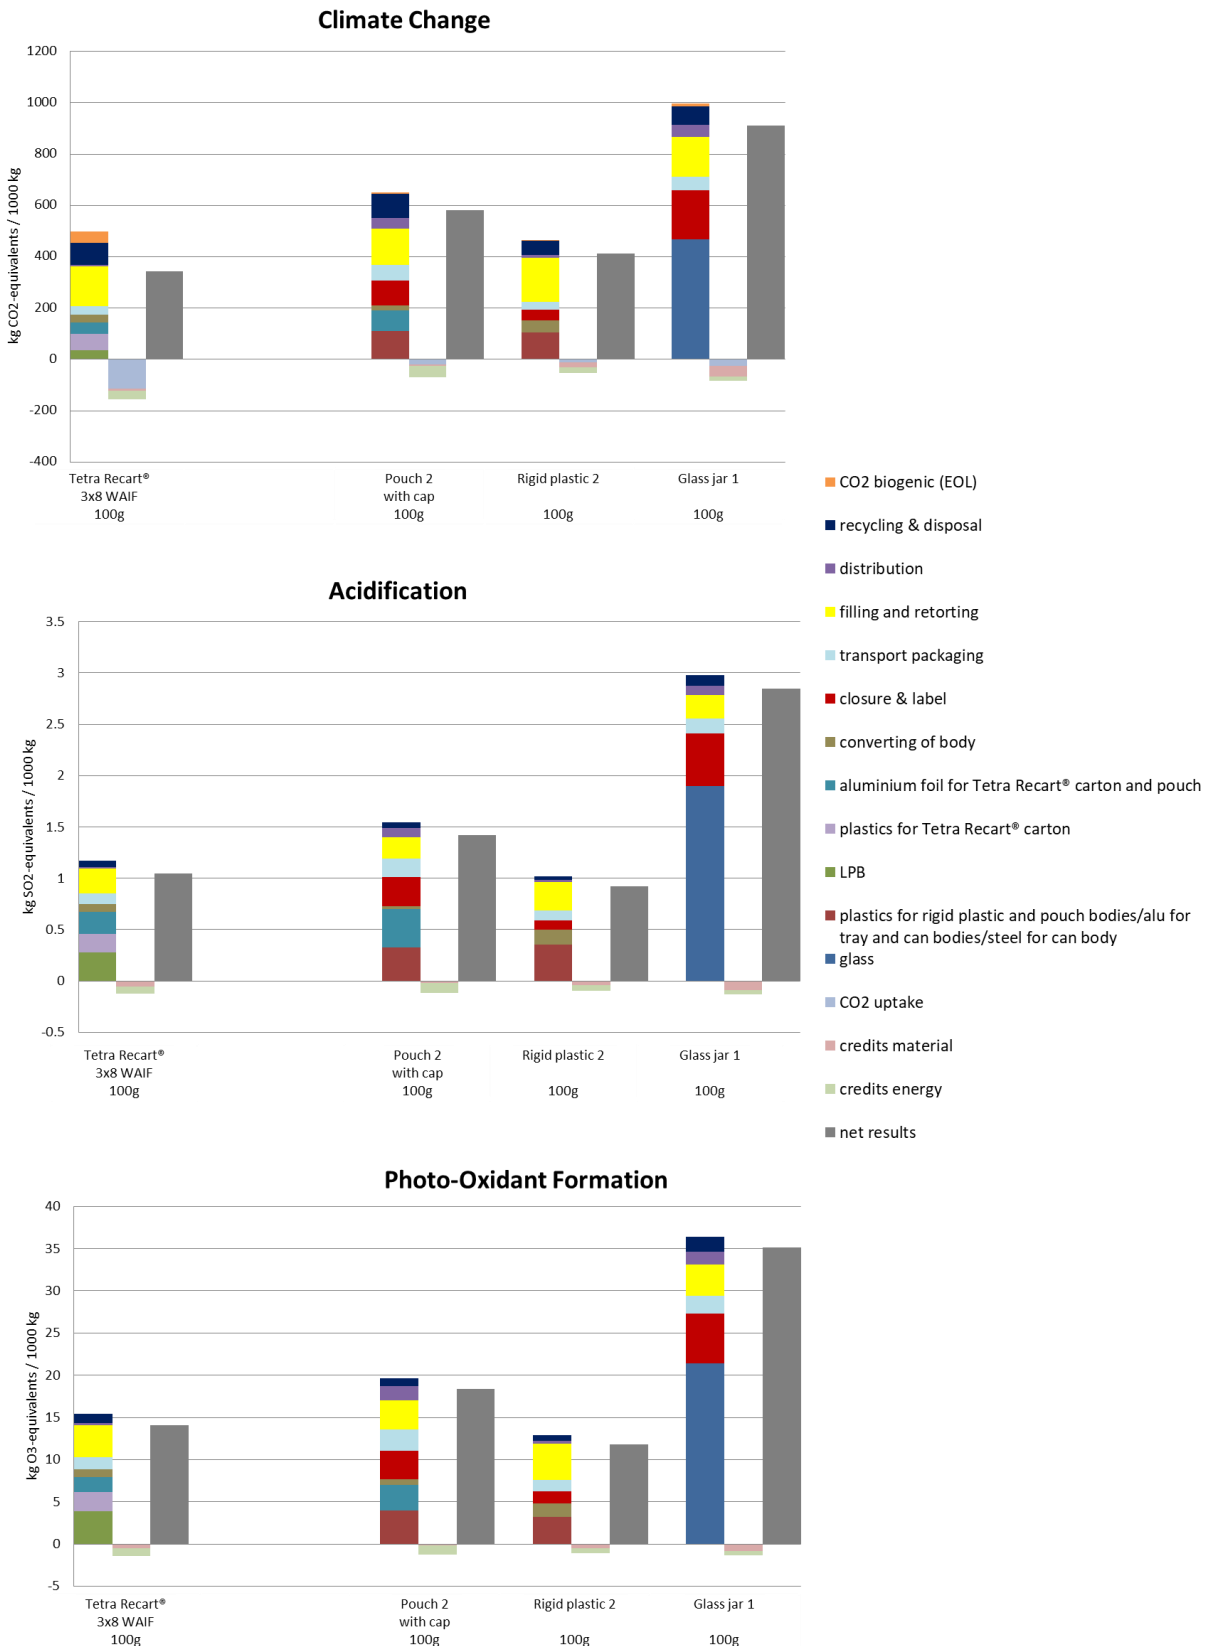 Climate Change
kg CO2-equivalents / 1000 kg
1200
1000
800
600
400
200
0
-200
-400
Tetra Recart®
3x8 WAIF
100g
Pouch 2
with cap
100g
Rigid plastic 2
100g
Glass jar 1
100g
Acidification
kg SO2-equivalents / 1000 kg
3.5
3
2.5
2
1.5
1
0.5
0
-0.5
Tetra Recart®
3x8 WAIF
100g
Pouch 2
with cap
100g
Rigid plastic 2
100g
Glass jar 1
100g
CO2 biogenic (EOL)
recycling & disposal
distribution
filling and retorting
transport packaging
closure & label
converting of body
aluminium foil for Tetra Recart® carton and pouch
plastics for Tetra Recart® carton
LPB
plastics for rigid plastic and pouch bodies/alu for
tray and can bodies/steel for can body
glass
CO2 uptake
credits material
credits energy
net results
Photo-Oxidant Formation
kg O3-equivalents / 1000 kg
40
35
30
25
20
15
10
5
0
-5
Tetra Recart®
3x8 WAIF
100g
Pouch 2
with cap
100g
Rigid plastic 2
100g
Glass jar 1
100g